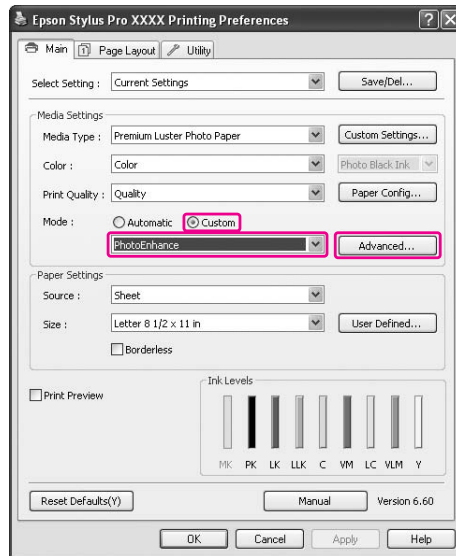 Epson Stylus Pro XXXX Printing Preferences
Main Page Layout Utility
Select Setting : Current Settings Save/Del...
Media Settings
Media Type : Premium Luster Photo Paper Custom Settings...
Color : Color Photo Black Ink
Print Quality : Quality Paper Config...
Mode : Automatic Custom
PhotoEnhance Advanced...
Paper Settings
Source : Sheet
Size : Letter 8 1/2 x 11 in User Defined...
Borderless
Print Preview
Ink Levels
MK PK LK LLK C VM LC VLM Y
Reset Defaults(Y) Manual Version 6.60
OK Cancel Apply Help